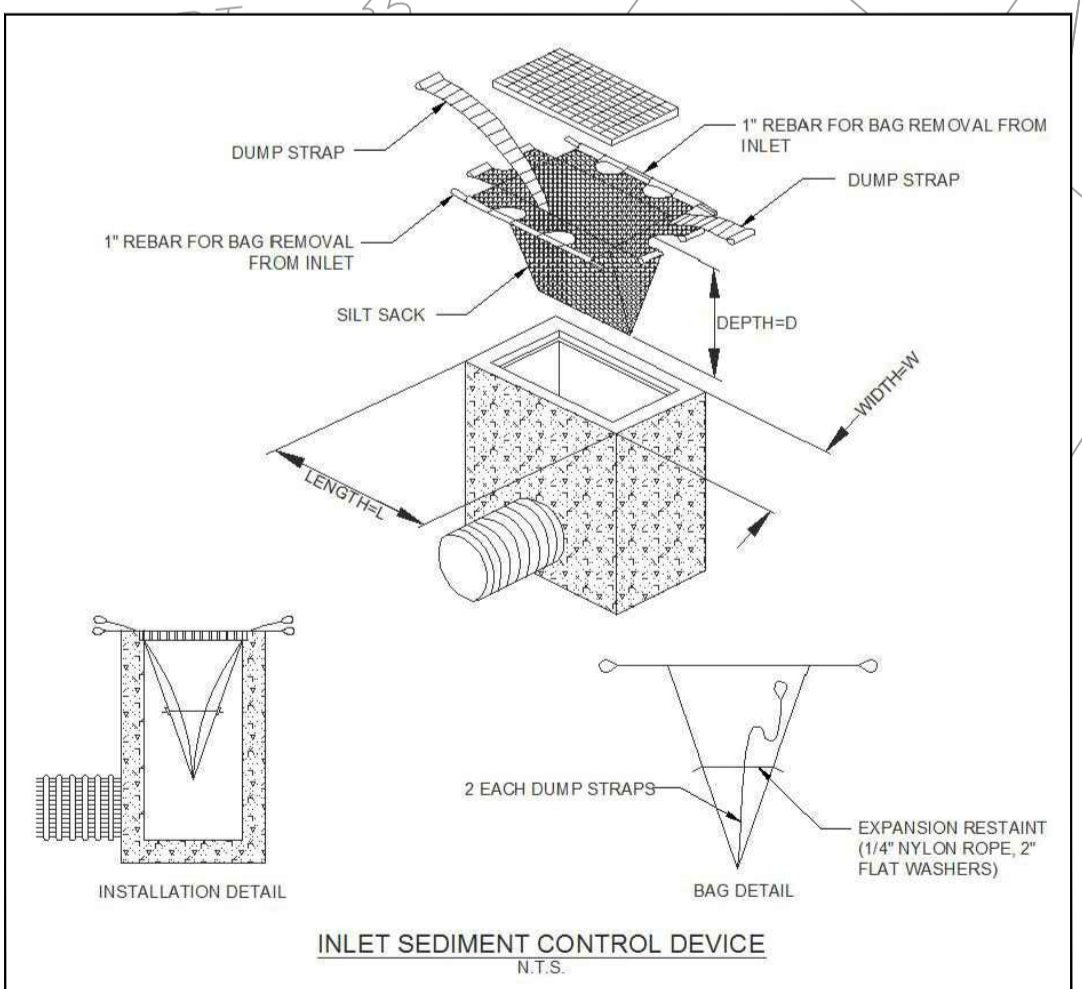 35
DUMP STRAP
1" REBAR FOR BAG REMOVAL FROM
INLET
DUMP STRAP
1" REBAR FOR BAG REMOVAL
FROM INLET
SILT SACK
DEPTH=D
WIDTH=W
LENGTH=L
2 EACH DUMP STRAPS
EXPANSION RESTAINT
(1/4" NYLON ROPE, 2"
FLAT WASHERS)
INSTALLATION DETAIL
BAG DETAIL
INLET SEDIMENT CONTROL DEVICE
N.T.S.